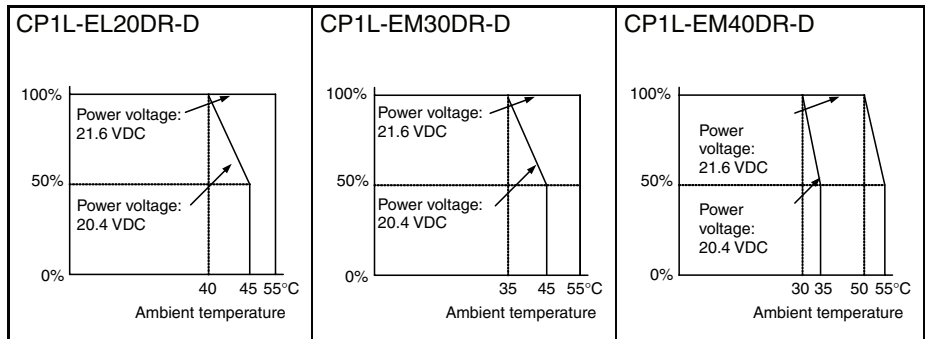 CP1L-EL20DR-D
100%
Power voltage:
21.6 VDC
50%
Power voltage:
20.4 VDC
0%
40 45 55°C
Ambient temperature
CP1L-EM30DR-D
100%
Power voltage:
21.6 VDC
50%
Power voltage:
20.4 VDC
0%
35 45 55°C
Ambient temperature
CP1L-EM40DR-D
100%
Power
voltage:
21.6 VDC
50%
Power
voltage:
20.4 VDC
0%
30 35 50 55°C
Ambient temperature